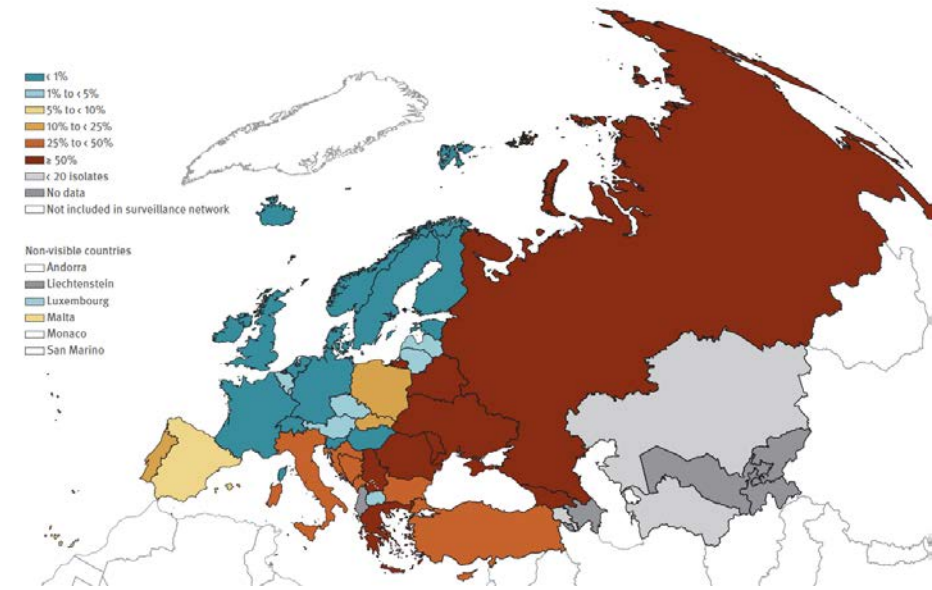 < 1%
1% to < 5%
5% to < 10%
10% to < 25%
25% to < 50%
≥ 50%
< 20 isolates
No data
Not included in surveillance network
Non-visible countries
Andorra
Liechtenstein
Luxembourg
Malta
Monaco
San Marino